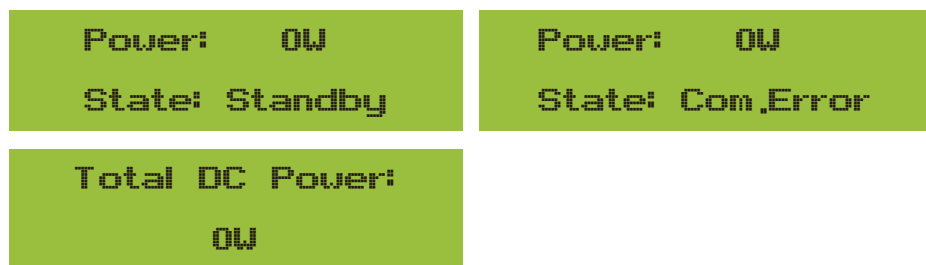 Power: 0W
State: Standby
Power: 0W
State: Com.Error
Total DC Power:
0W